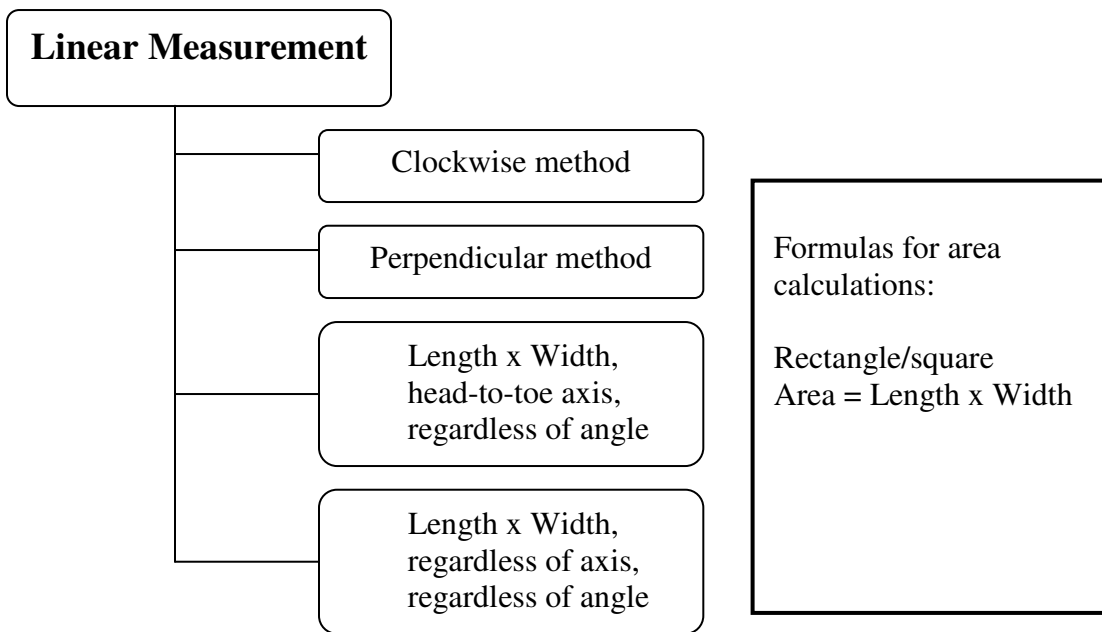 Linear Measurement
Clockwise method
Perpendicular method
Length x Width,
head-to-toe axis,
regardless of angle
Length x Width,
regardless of axis,
regardless of angle
Formulas for area
calculations:
Rectangle/square
Area = Length x Width